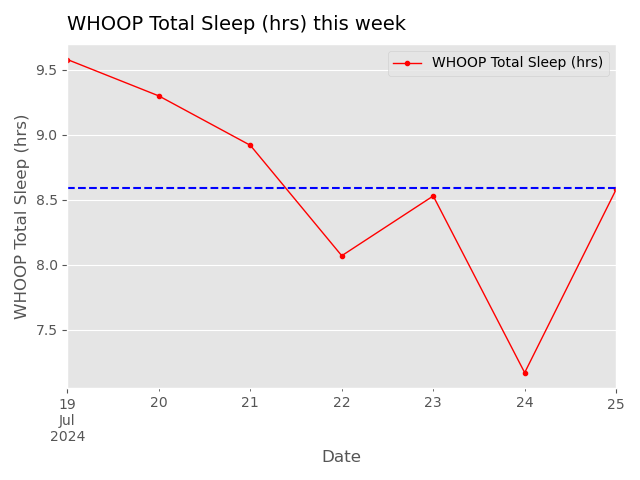 WHOOP Total Sleep (hrs) this week
WHOOP Total Sleep (hrs)
WHOOP Total Sleep (hrs)
9.5
9.0
8.5
8.0
7.5
19 20 21 22 23 24 25
Jul
2024
Date